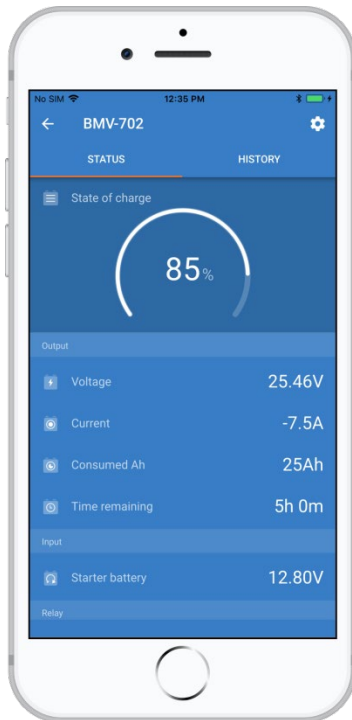 No SIM 12:35 PM
BMV-702
STATUS HISTORY
State of charge
85%
Output
Voltage 25.46V
Current -7.5A
Consumed Ah 25Ah
Time remaining 5h 0m
Input
Starter battery 12.80V
Relay